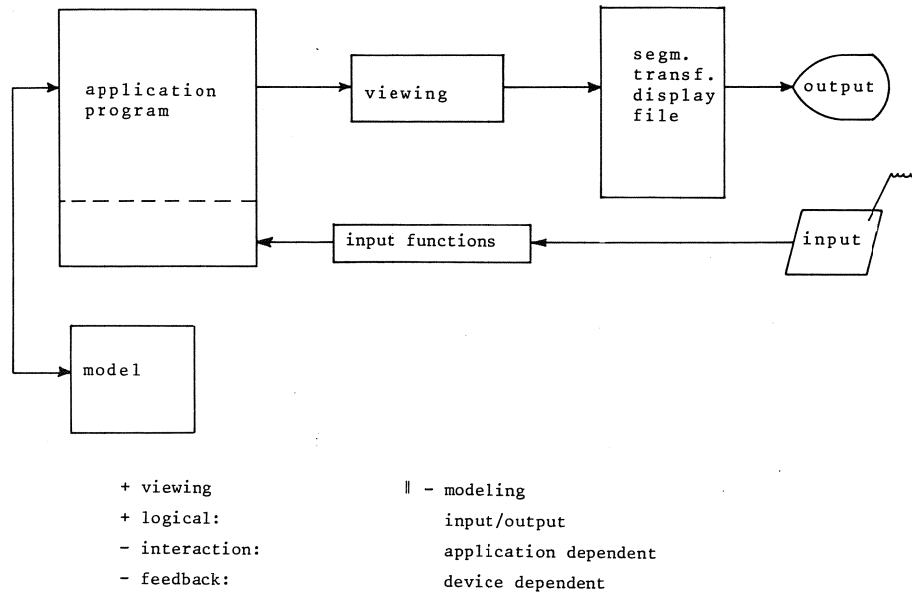 application
program
viewing
segm.
transf.
display
file
output
input functions
input
model
+ viewing ‖ - modeling
+ logical: input/output
- interaction: application dependent
- feedback: device dependent